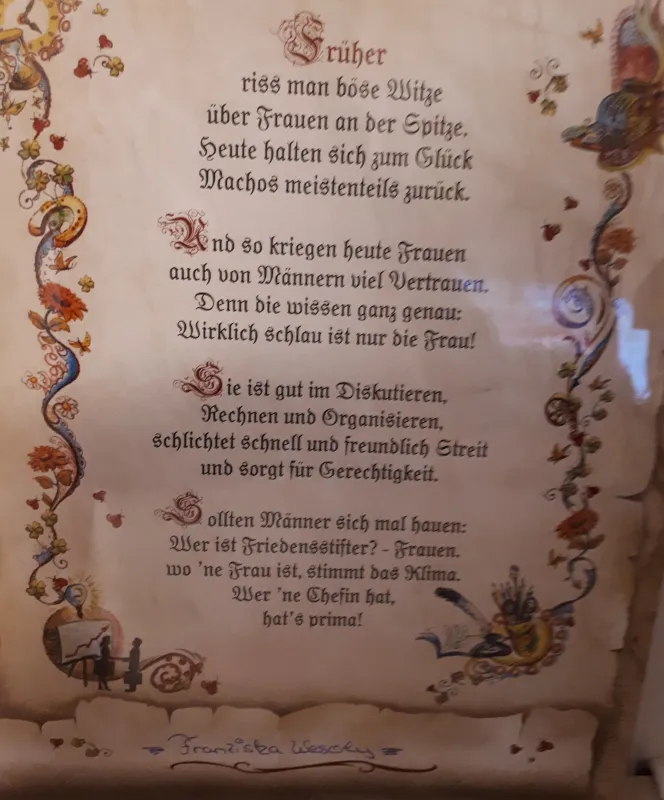 Früher
riss man böse Witze
über Frauen an der Spitze.
Heute halten sich zum Glück
Machos meistenteils zurück.
Und so kriegen heute Frauen
auch von Männern viel Vertrauen.
Denn die wissen ganz genau:
Wirklich schlau ist nur die Frau!
Sie ist gut im Diskutieren,
Rechnen und Organisieren,
schlichtet schnell und freundlich Streit
und sorgt für Gerechtigkeit.
Sollten Männer sich mal hauen:
Wer ist Friedensstifter? - Frauen.
wo 'ne Frau ist, stimmt das Klima.
Wer 'ne Chefin hat,
hat's prima!
Franziska